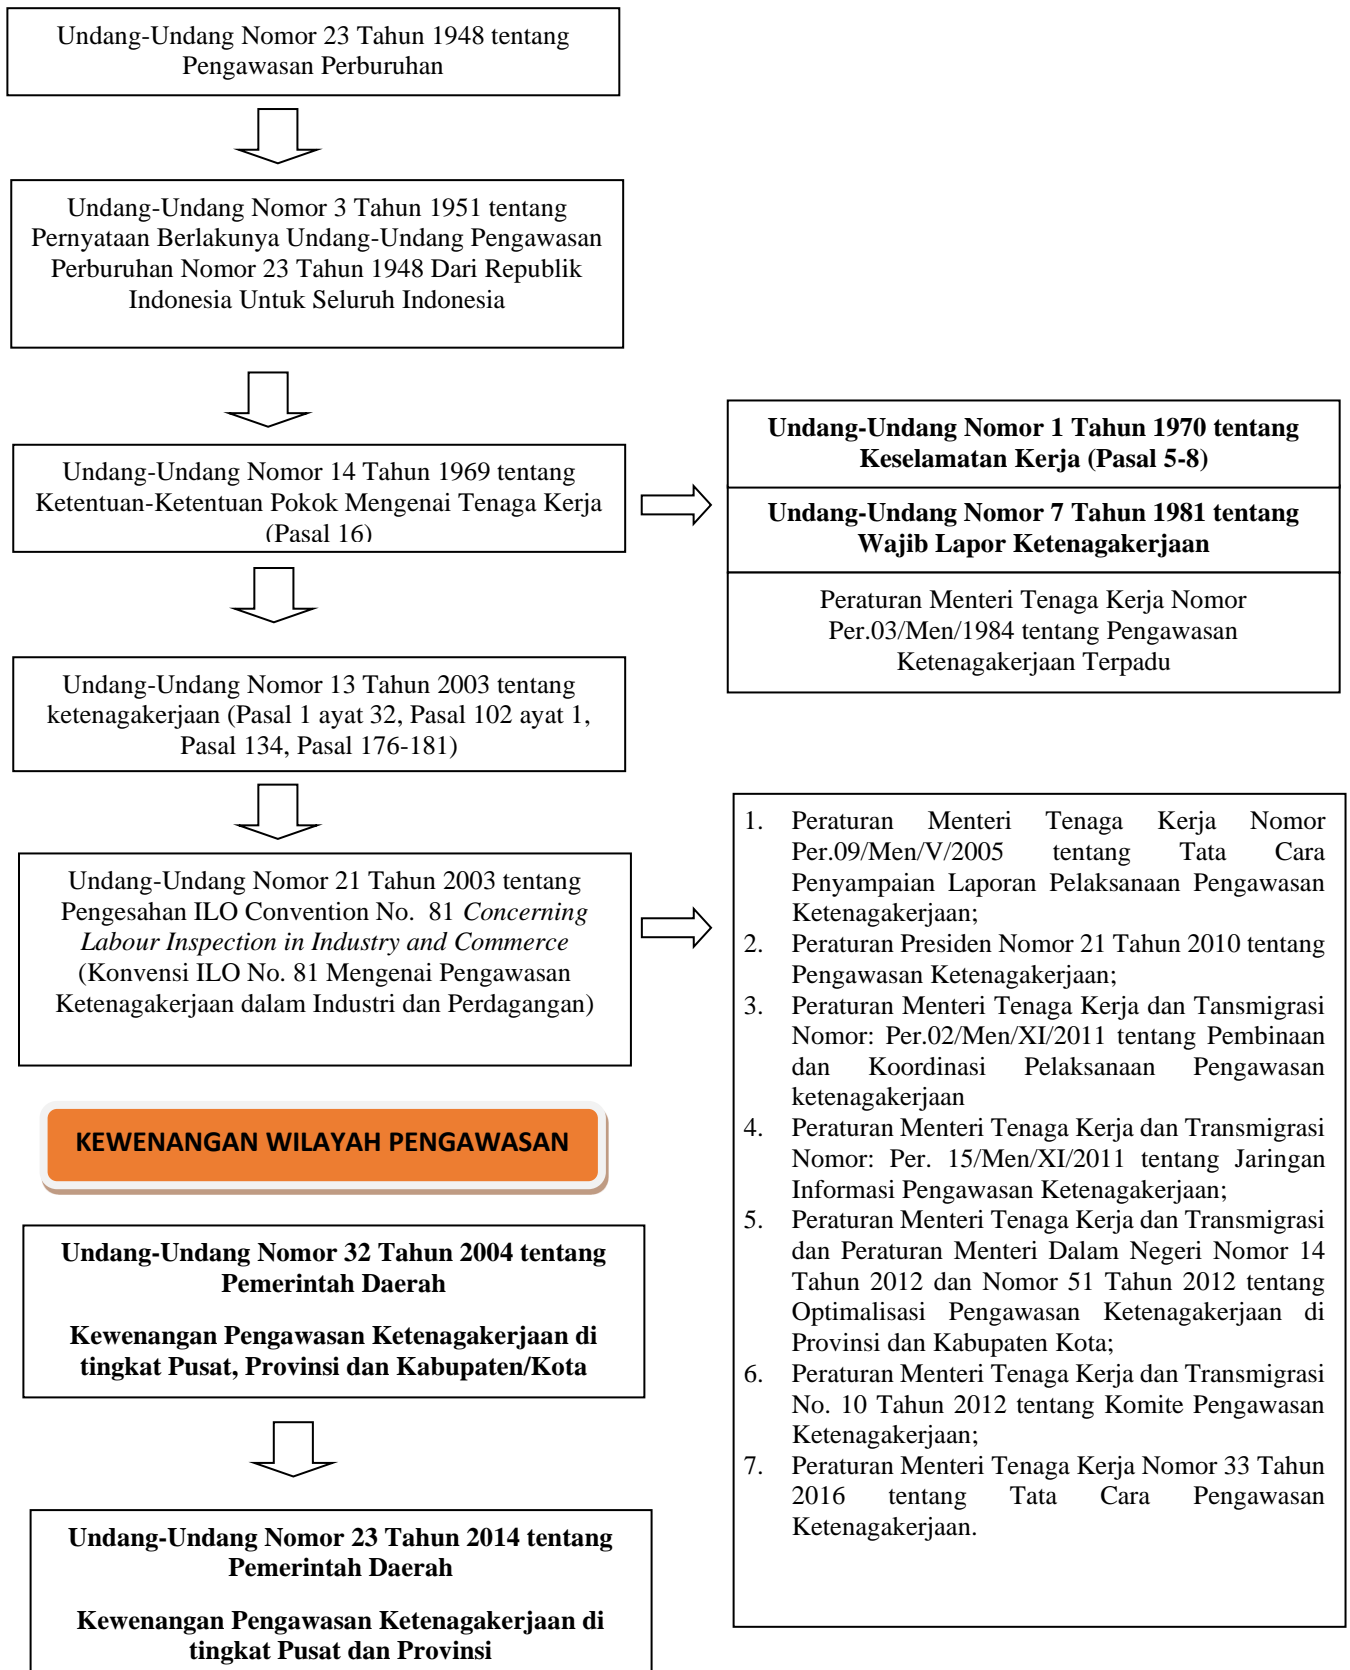 Undang-Undang Nomor 23 Tahun 1948 tentang
Pengawasan Perburuhan
Undang-Undang Nomor 3 Tahun 1951 tentang
Pernyataan Berlakunya Undang-Undang Pengawasan
Perburuhan Nomor 23 Tahun 1948 Dari Republik
Indonesia Untuk Seluruh Indonesia
Undang-Undang Nomor 14 Tahun 1969 tentang
Ketentuan-Ketentuan Pokok Mengenai Tenaga Kerja
(Pasal 16)
Undang-Undang Nomor 1 Tahun 1970 tentang
Keselamatan Kerja (Pasal 5-8)
Undang-Undang Nomor 7 Tahun 1981 tentang
Wajib Lapor Ketenagakerjaan
Peraturan Menteri Tenaga Kerja Nomor
Per.03/Men/1984 tentang Pengawasan
Ketenagakerjaan Terpadu
Undang-Undang Nomor 13 Tahun 2003 tentang
ketenagakerjaan (Pasal 1 ayat 32, Pasal 102 ayat 1,
Pasal 134, Pasal 176-181)
Undang-Undang Nomor 21 Tahun 2003 tentang
Pengesahan ILO Convention No.  81 Concerning
Labour Inspection in Industry and Commerce
(Konvensi ILO No. 81 Mengenai Pengawasan
Ketenagakerjaan dalam Industri dan Perdagangan)
1. Peraturan Menteri Tenaga Kerja Nomor
Per.09/Men/V/2005 tentang Tata Cara
Penyampaian Laporan Pelaksanaan Pengawasan
Ketenagakerjaan;
2. Peraturan Presiden Nomor 21 Tahun 2010 tentang
Pengawasan Ketenagakerjaan;
3. Peraturan Menteri Tenaga Kerja dan Tansmigrasi
Nomor: Per.02/Men/XI/2011 tentang Pembinaan
dan Koordinasi Pelaksanaan Pengawasan
ketenagakerjaan
4. Peraturan Menteri Tenaga Kerja dan Transmigrasi
Nomor: Per. 15/Men/XI/2011 tentang Jaringan
Informasi Pengawasan Ketenagakerjaan;
5. Peraturan Menteri Tenaga Kerja dan Transmigrasi
dan Peraturan Menteri Dalam Negeri Nomor 14
Tahun 2012 dan Nomor 51 Tahun 2012 tentang
Optimalisasi Pengawasan Ketenagakerjaan di
Provinsi dan Kabupaten Kota;
6. Peraturan Menteri Tenaga Kerja dan Transmigrasi
No. 10 Tahun 2012 tentang Komite Pengawasan
Ketenagakerjaan;
7. Peraturan Menteri Tenaga Kerja Nomor 33 Tahun
2016 tentang Tata Cara Pengawasan
Ketenagakerjaan.
KEWENANGAN WILAYAH PENGAWASAN
Undang-Undang Nomor 32 Tahun 2004 tentang
Pemerintah Daerah
Kewenangan Pengawasan Ketenagakerjaan di
tingkat Pusat, Provinsi dan Kabupaten/Kota
Undang-Undang Nomor 23 Tahun 2014 tentang
Pemerintah Daerah
Kewenangan Pengawasan Ketenagakerjaan di
tingkat Pusat dan Provinsi